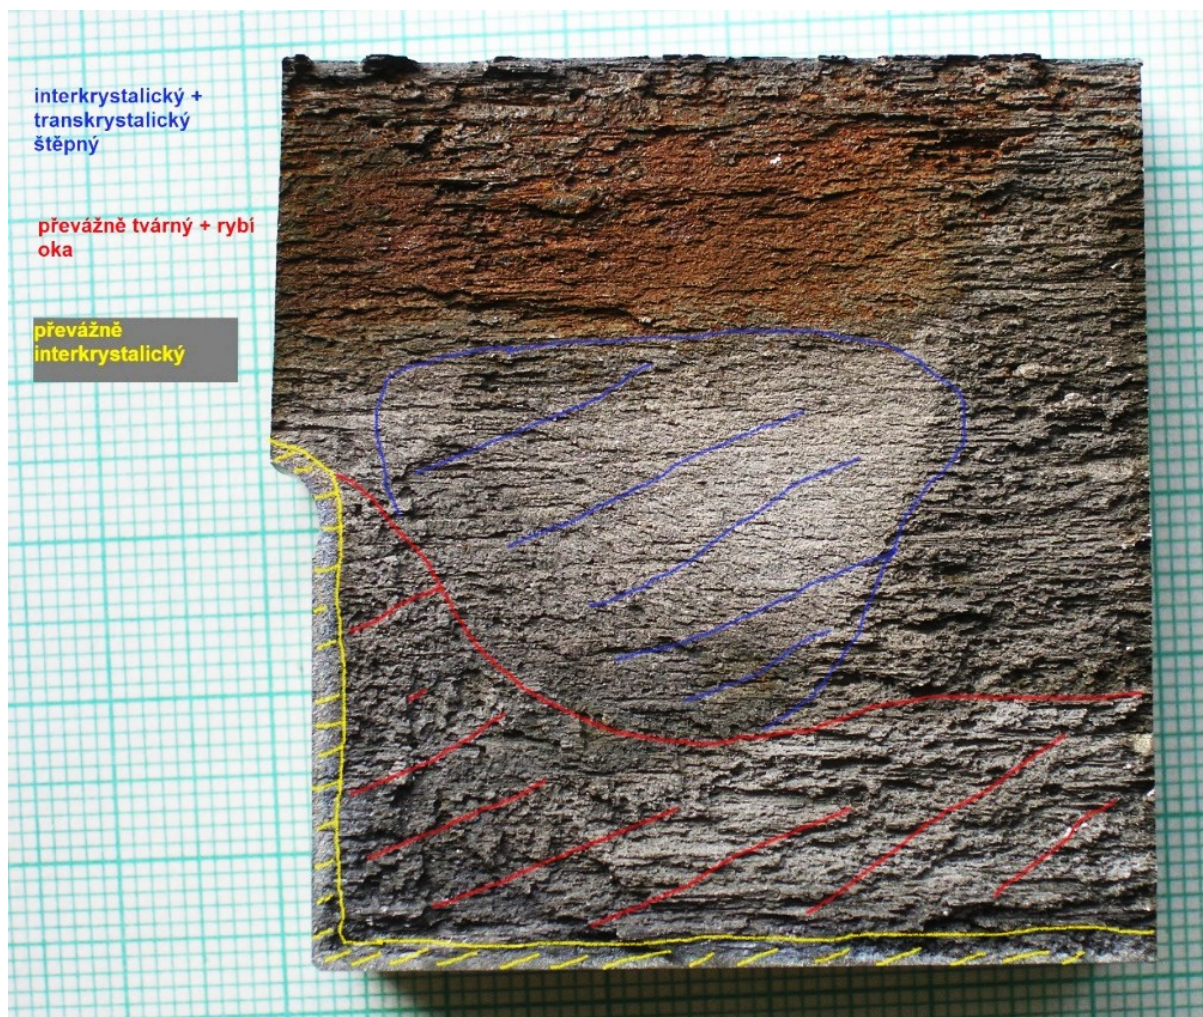 interkrystalický +
transkrystalický
štěpný
převážně tvárný + rybí
oka
převážně
interkrystalický